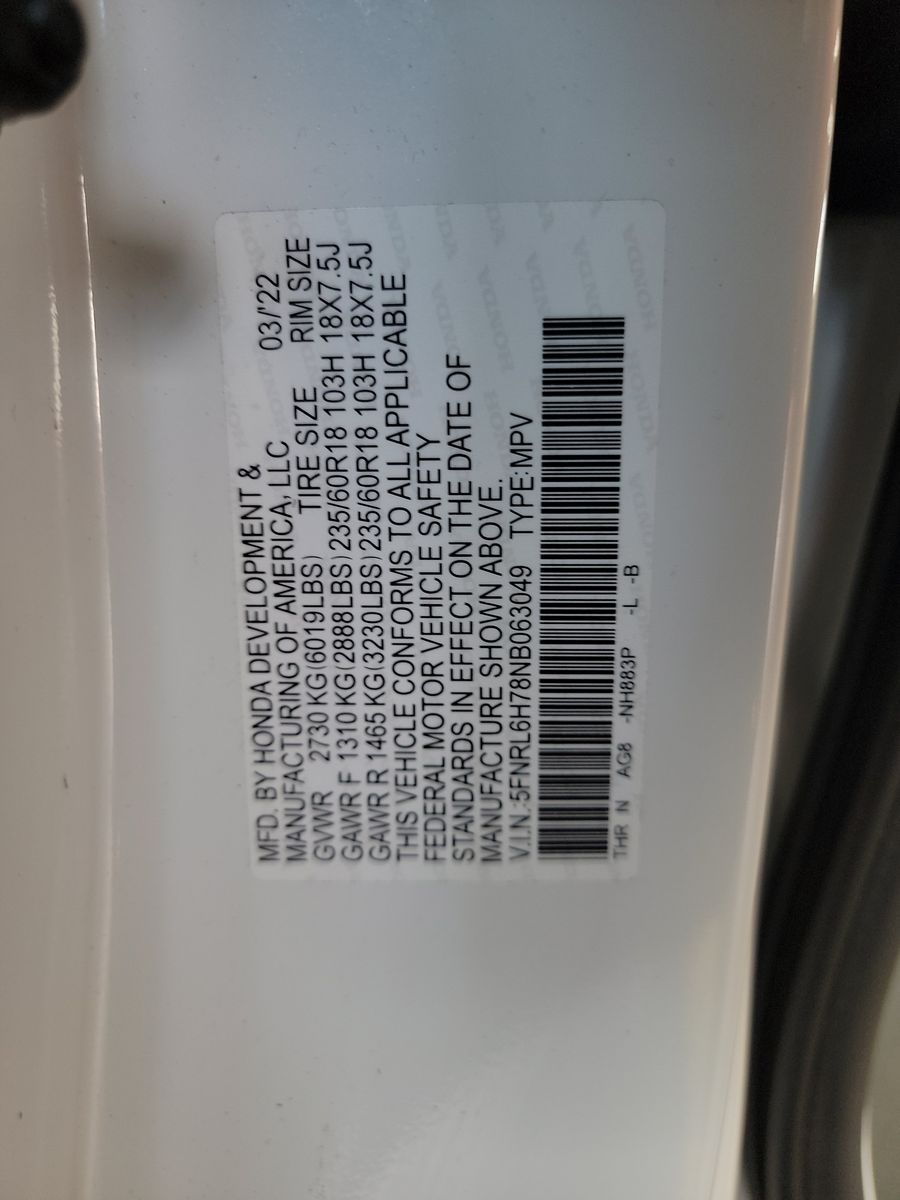 MFD. BY HONDA DEVELOPMENT &
MANUFACTURING OF AMERICA, LLC 03/'22
GVWR 2730 KG(6019LBS) TIRE SIZE RIM SIZE
GAWR F 1310 KG(2888LBS) 235/60R18 103H 18X7.5J
GAWR R 1465 KG(3230LBS) 235/60R18 103H 18X7.5J
THIS VEHICLE CONFORMS TO ALL APPLICABLE
FEDERAL MOTOR VEHICLE SAFETY
STANDARDS IN EFFECT ON THE DATE OF
MANUFACTURE SHOWN ABOVE.
V.I.N.:5FNRL6H78NB063049 TYPE:MPV
THR N AG8 -NH883P -L -B